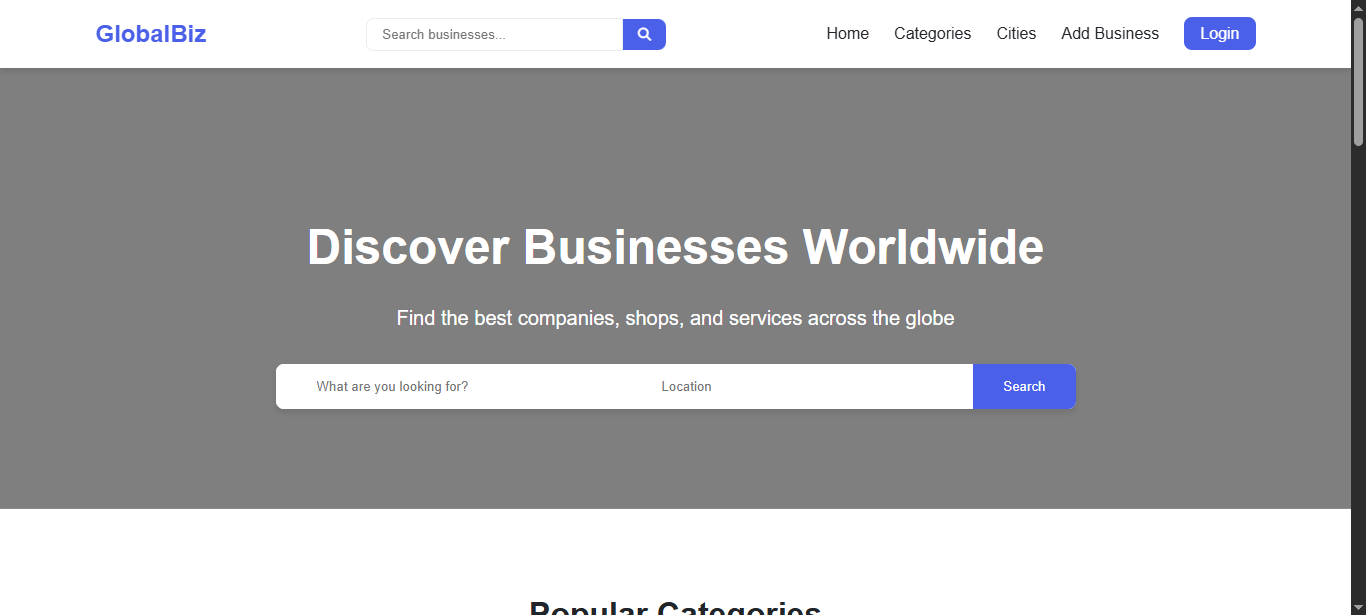 GlobalBiz
Search businesses...
Home Categories Cities Add Business Login
Discover Businesses Worldwide
Find the best companies, shops, and services across the globe
What are you looking for? Location Search
Popular Categories